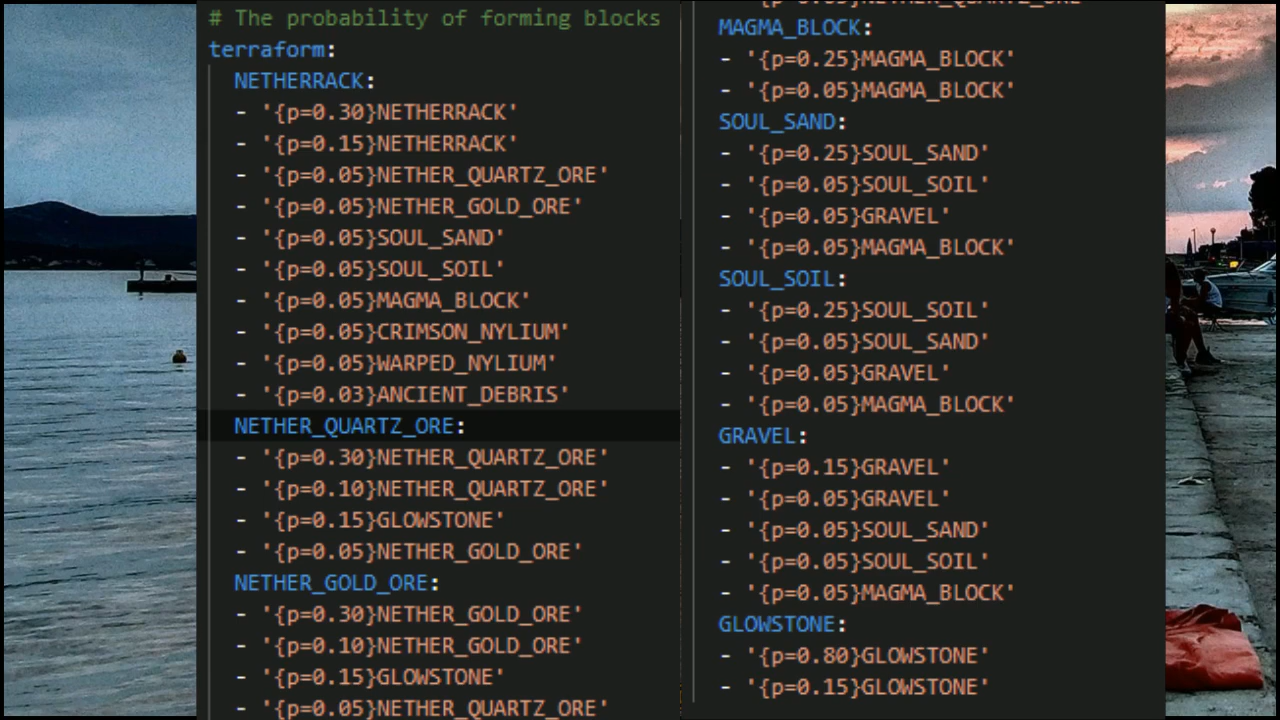 # The probability of forming blocks
terraform:
NETHERRACK:
- '{p=0.30}NETHERRACK'
- '{p=0.15}NETHERRACK'
- '{p=0.05}NETHER_QUARTZ_ORE'
- '{p=0.05}NETHER_GOLD_ORE'
- '{p=0.05}SOUL_SAND'
- '{p=0.05}SOUL_SOIL'
- '{p=0.05}MAGMA_BLOCK'
- '{p=0.05}CRIMSON_NYLIUM'
- '{p=0.05}WARPED_NYLIUM'
- '{p=0.03}ANCIENT_DEBRIS'
NETHER_QUARTZ_ORE:
- '{p=0.30}NETHER_QUARTZ_ORE'
- '{p=0.10}NETHER_QUARTZ_ORE'
- '{p=0.15}GLOWSTONE'
- '{p=0.05}NETHER_GOLD_ORE'
NETHER_GOLD_ORE:
- '{p=0.30}NETHER_GOLD_ORE'
- '{p=0.10}NETHER_GOLD_ORE'
- '{p=0.15}GLOWSTONE'
- '{p=0.05}NETHER_QUARTZ_ORE'
MAGMA_BLOCK:
- '{p=0.25}MAGMA_BLOCK'
- '{p=0.05}MAGMA_BLOCK'
SOUL_SAND:
- '{p=0.25}SOUL_SAND'
- '{p=0.05}SOUL_SOIL'
- '{p=0.05}GRAVEL'
- '{p=0.05}MAGMA_BLOCK'
SOUL_SOIL:
- '{p=0.25}SOUL_SOIL'
- '{p=0.05}SOUL_SAND'
- '{p=0.05}GRAVEL'
- '{p=0.05}MAGMA_BLOCK'
GRAVEL:
- '{p=0.15}GRAVEL'
- '{p=0.05}GRAVEL'
- '{p=0.05}SOUL_SAND'
- '{p=0.05}SOUL_SOIL'
- '{p=0.05}MAGMA_BLOCK'
GLOWSTONE:
- '{p=0.80}GLOWSTONE'
- '{p=0.15}GLOWSTONE'